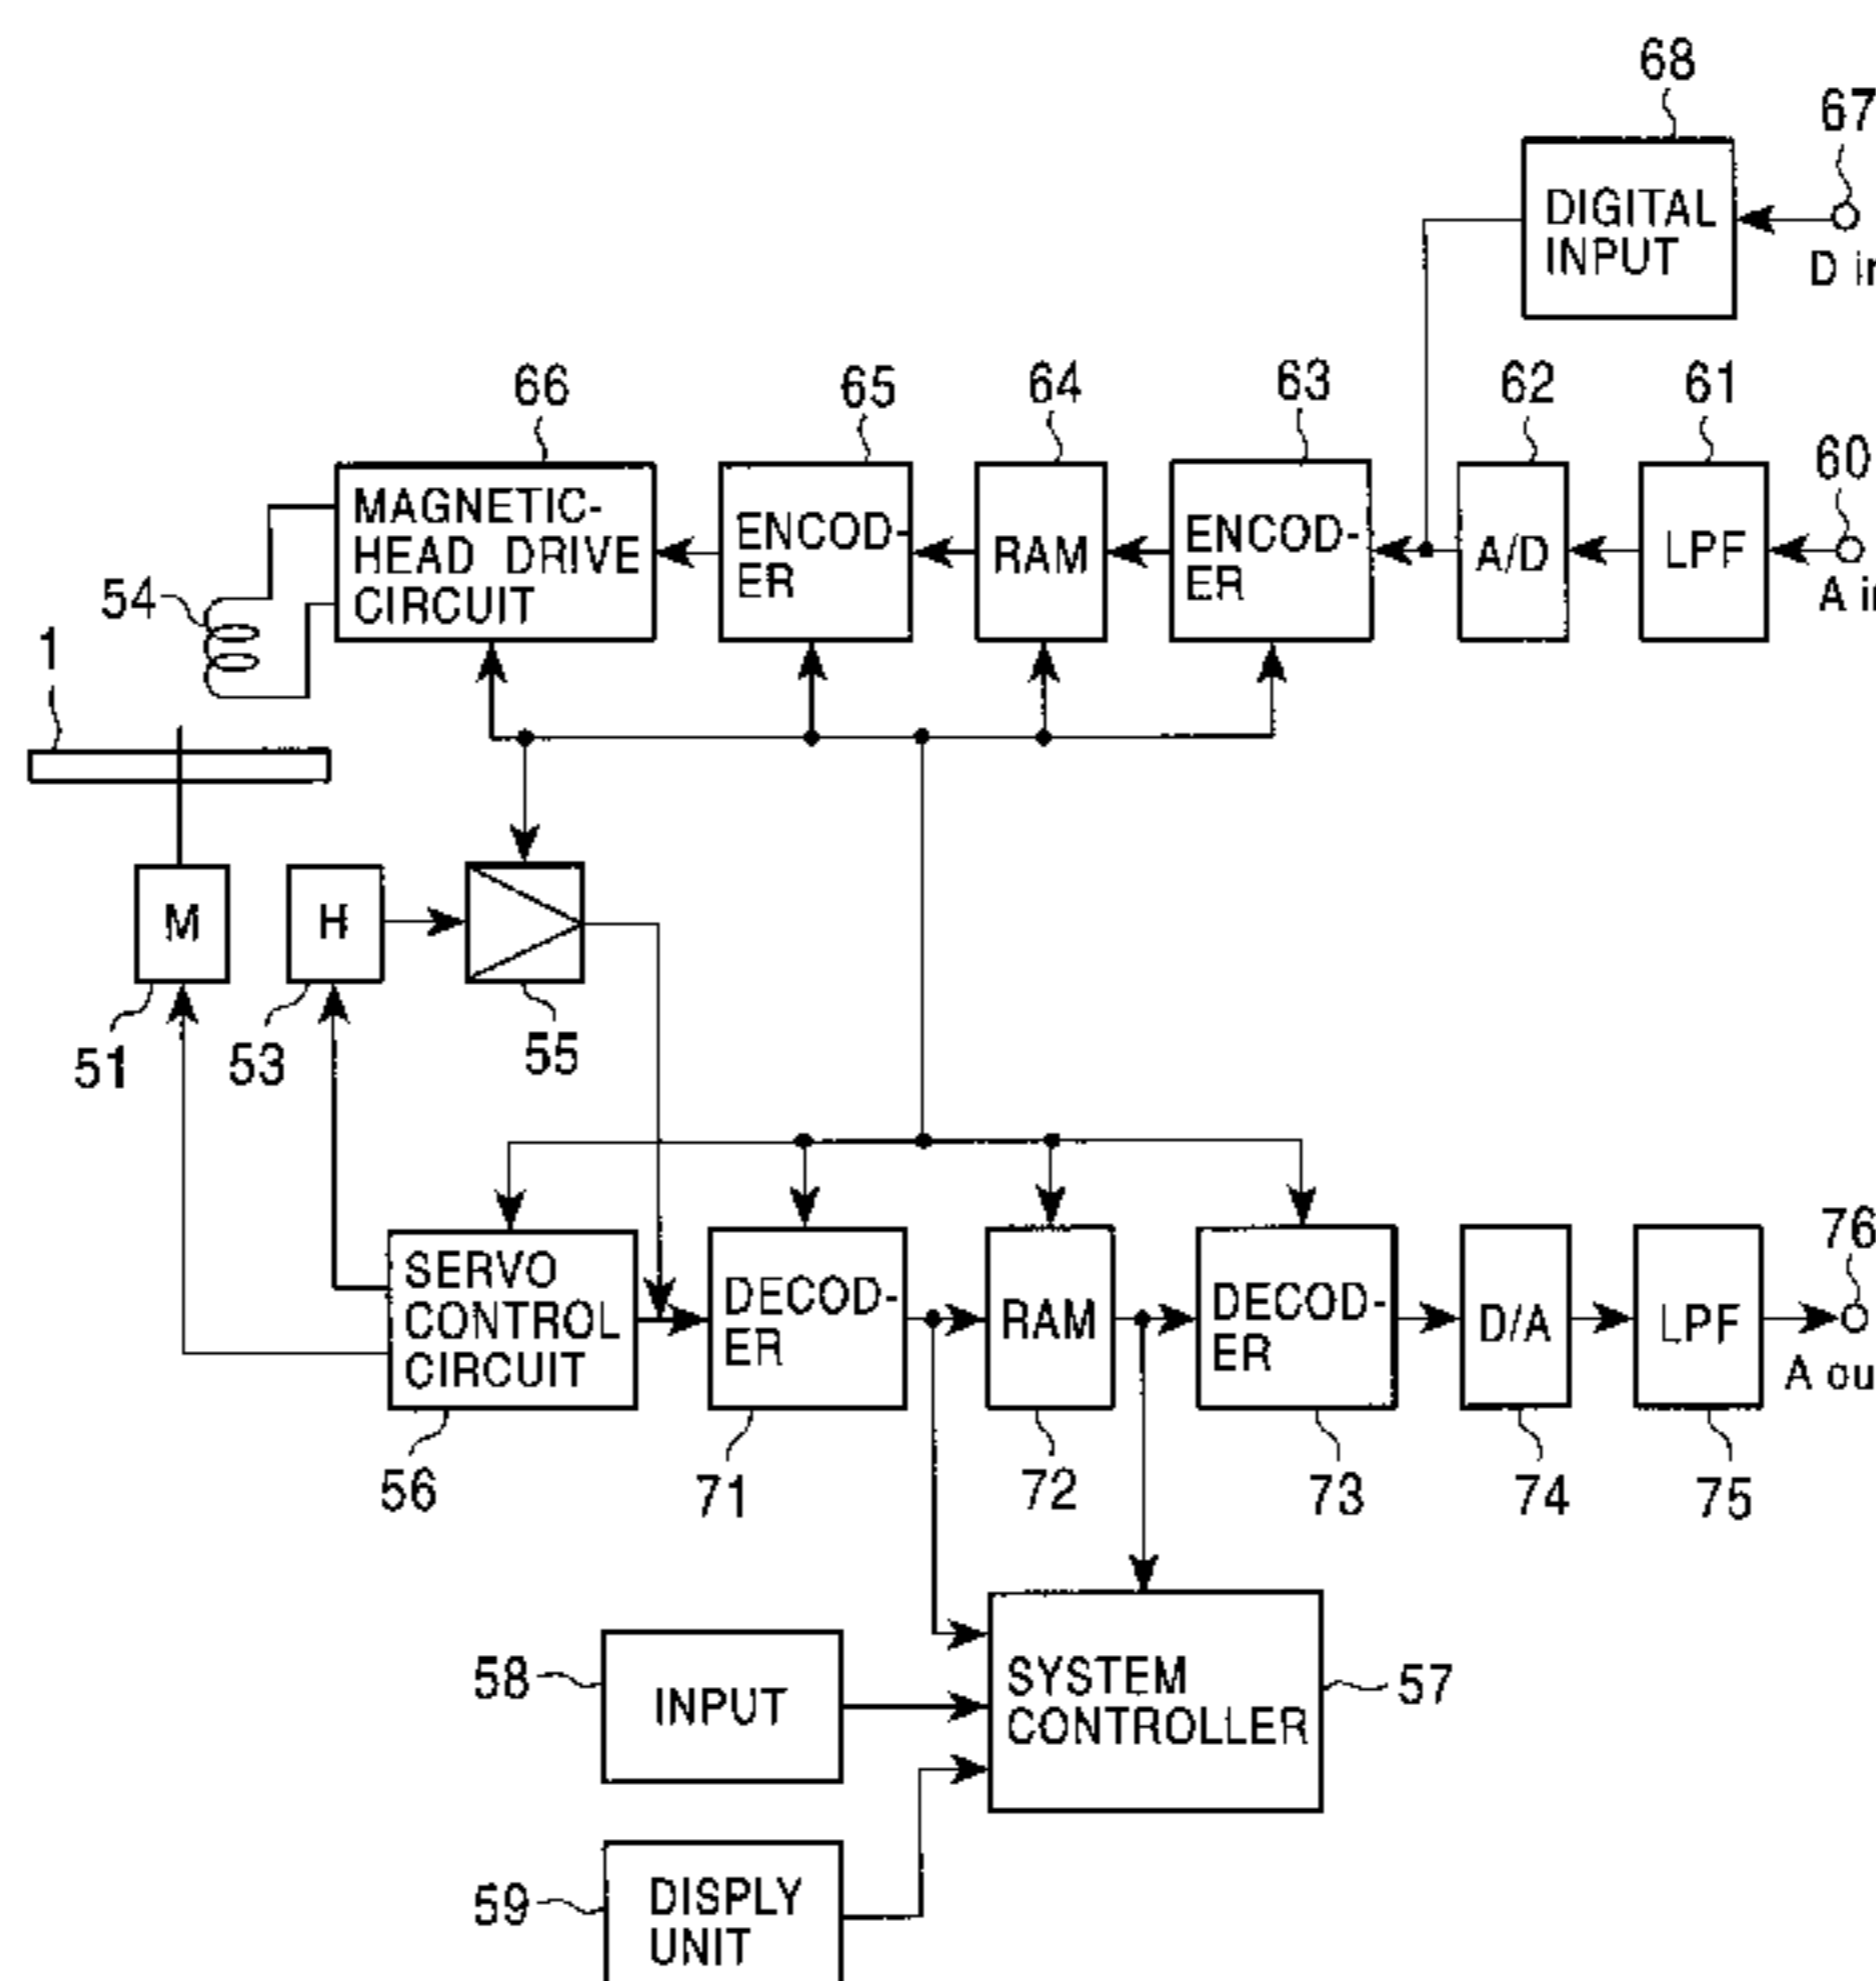 68
67
DIGITAL
INPUT
D in
66
65
64
63
62
61
60
MAGNETIC-
HEAD DRIVE
CIRCUIT
ENCOD-
ER
RAM
ENCOD-
ER
A/D
LPF
A in
54
1
M
H
51
53
55
SERVO
CONTROL
CIRCUIT
DECOD-
ER
RAM
DECOD-
ER
D/A
LPF
76
A ou
56
71
72
73
74
75
58
INPUT
SYSTEM
CONTROLLER
57
59
DISPLY
UNIT